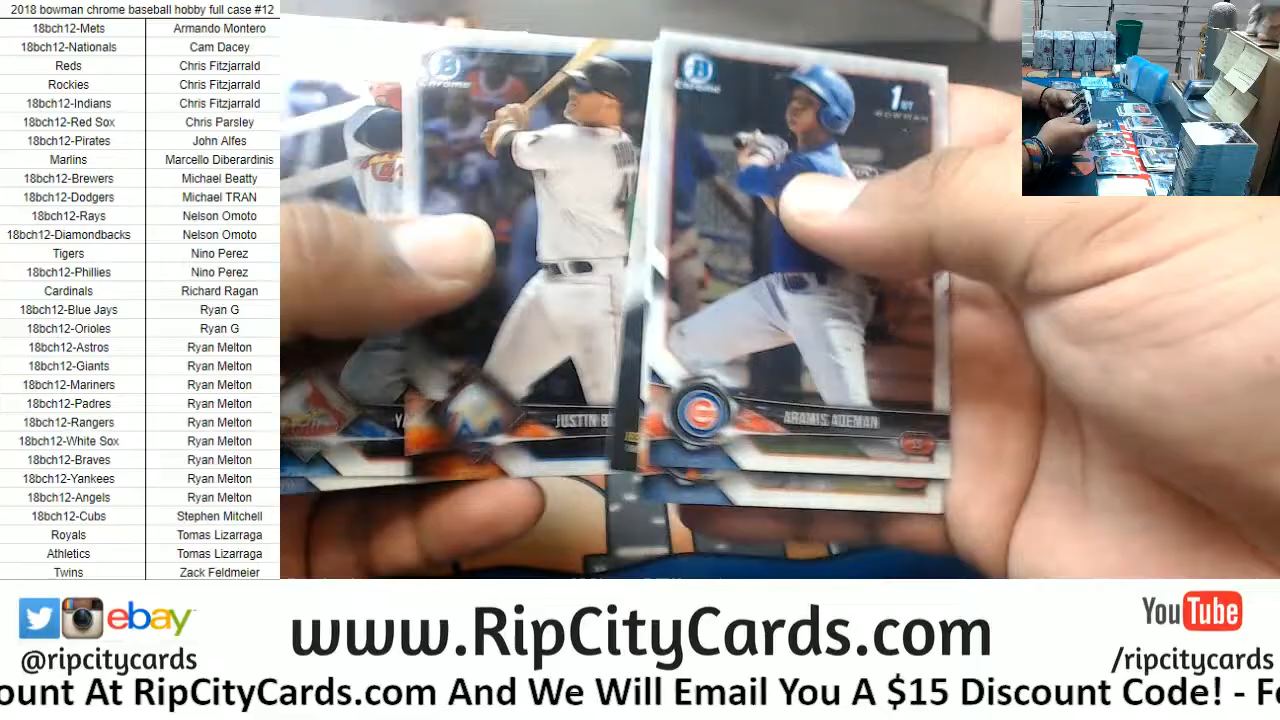 2018 bowman chrome baseball hobby full case #12
18bch12-Mets Armando Montero
18bch12-Nationals Cam Dacey
Reds Chris Fitzjarrald
Rockies Chris Fitzjarrald
18bch12-Indians Chris Fitzjarrald
18bch12-Red Sox Chris Parsley
18bch12-Pirates John Alfes
Marlins Marcello Diberardinis
18bch12-Brewers Michael Beatty
18bch12-Dodgers Michael TRAN
18bch12-Rays Nelson Omoto
18bch12-Diamondbacks Nelson Omoto
Tigers Nino Perez
18bch12-Phillies Nino Perez
Cardinals Richard Ragan
18bch12-Blue Jays Ryan G
18bch12-Orioles Ryan G
18bch12-Astros Ryan Melton
18bch12-Giants Ryan Melton
18bch12-Mariners Ryan Melton
18bch12-Padres Ryan Melton
18bch12-Rangers Ryan Melton
18bch12-White Sox Ryan Melton
18bch12-Braves Ryan Melton
18bch12-Yankees Ryan Melton
18bch12-Angels Ryan Melton
18bch12-Cubs Stephen Mitchell
Royals Tomas Lizarraga
Athletics Tomas Lizarraga
Twins Zack Feldmeier
B Chrome
B Chrome
1ST BOWMAN
YA
JUSTIN B
C
ARAMIS ADEMAN
ebay
@ripcitycards
www.RipCityCards.com
YouTube
/ripcitycards
ount At RipCityCards.com And We Will Email You A $15 Discount Code! - Fo